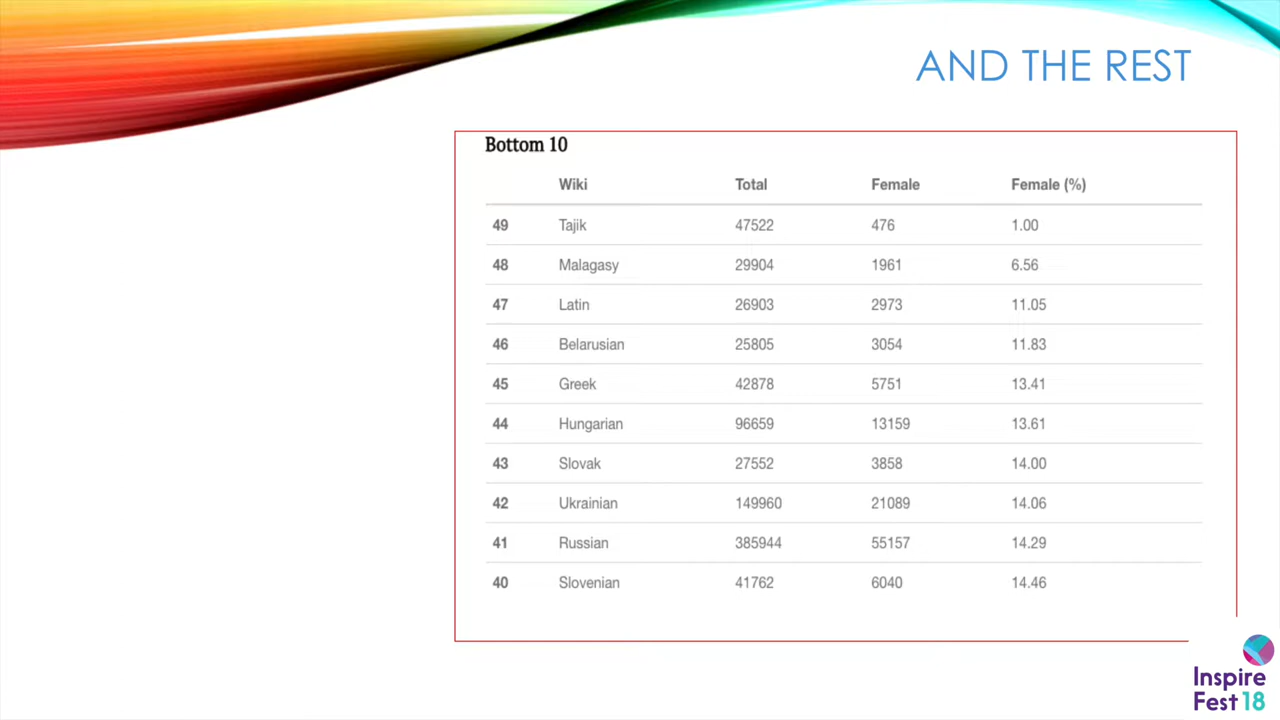 AND THE REST
Bottom 10
Wiki Total Female Female (%)
49 Tajik 47522 476 1.00
48 Malagasy 29904 1961 6.56
47 Latin 26903 2973 11.05
46 Belarusian 25805 3054 11.83
45 Greek 42878 5751 13.41
44 Hungarian 96659 13159 13.61
43 Slovak 27552 3858 14.00
42 Ukrainian 149960 21089 14.06
41 Russian 385944 55157 14.29
40 Slovenian 41762 6040 14.46
Inspire
Fest 18